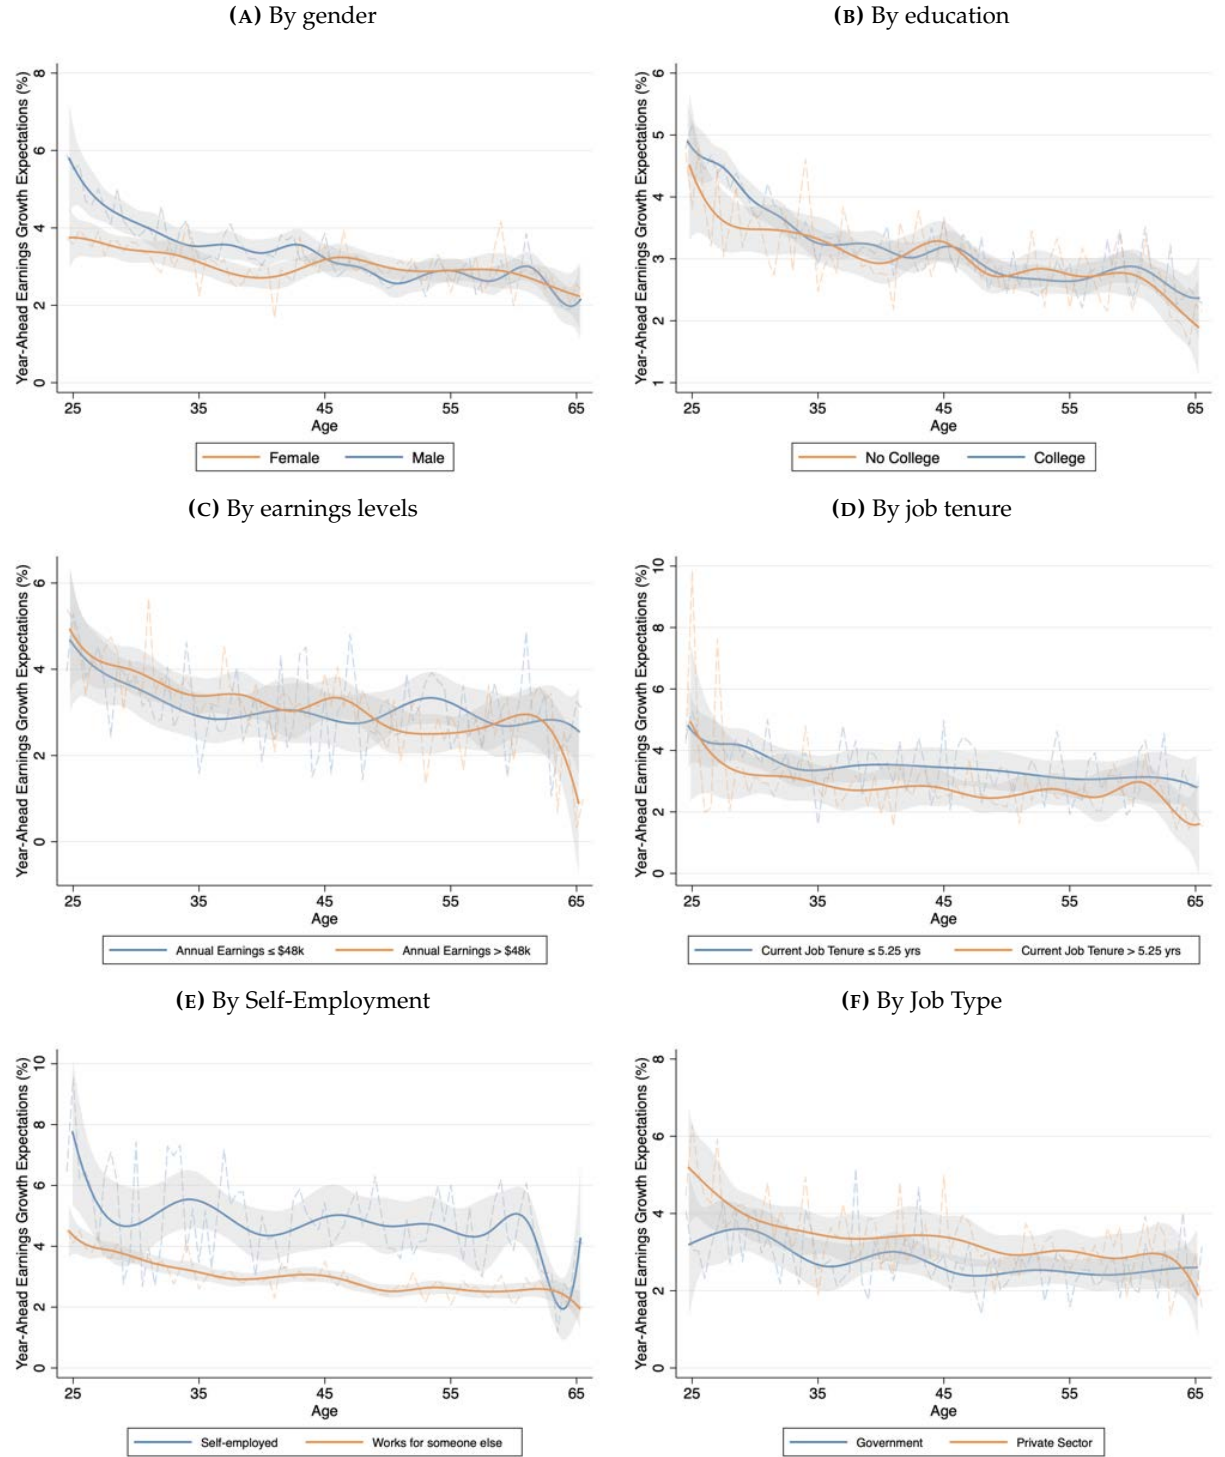 (A) By gender
Year-Ahead Earnings Growth Expectations (%)
8
6
4
2
0
25 35 45 55 65
Age
Female Male
(B) By education
Year-Ahead Earnings Growth Expectations (%)
6
5
4
3
2
1
25 35 45 55 65
Age
No College College
(C) By earnings levels
Year-Ahead Earnings Growth Expectations (%)
6
4
2
0
25 35 45 55 65
Age
Annual Earnings ≤ $48k Annual Earnings > $48k
(D) By job tenure
Year-Ahead Earnings Growth Expectations (%)
10
8
6
4
2
0
25 35 45 55 65
Age
Current Job Tenure ≤ 5.25 yrs Current Job Tenure > 5.25 yrs
(E) By Self-Employment
Year-Ahead Earnings Growth Expectations (%)
10
8
6
4
2
0
25 35 45 55 65
Age
Self-employed Works for someone else
(F) By Job Type
Year-Ahead Earnings Growth Expectations (%)
8
6
4
2
0
25 35 45 55 65
Age
Government Private Sector